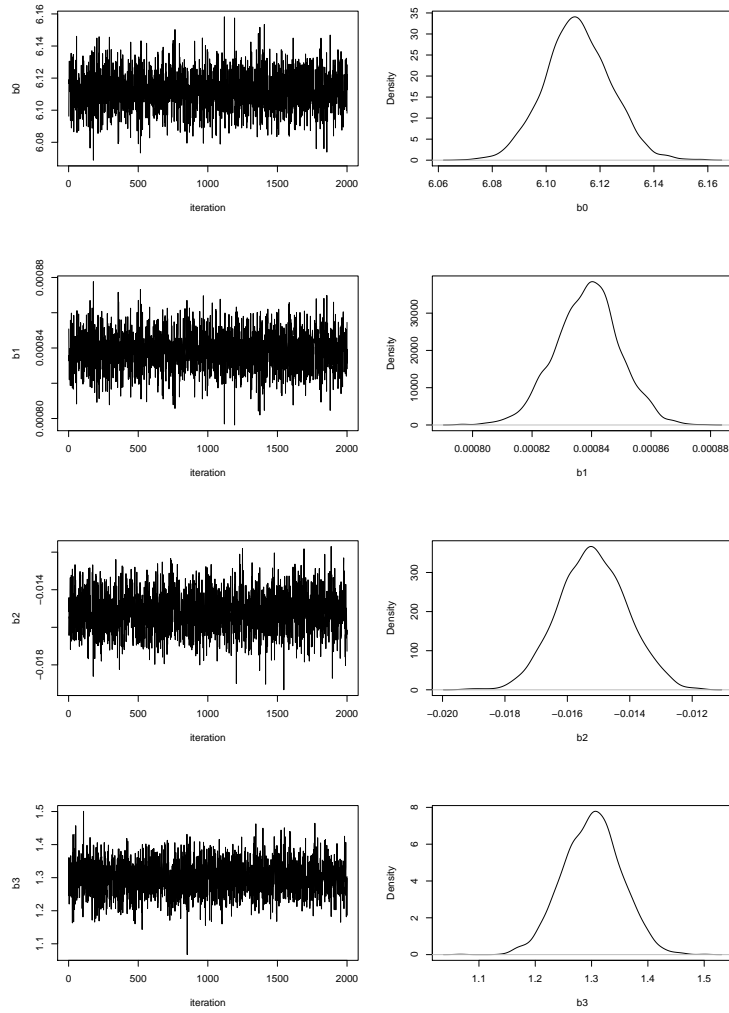 6.08 6.10 6.12 6.14 6.16
b0
0 500 1000 1500 2000
iteration
0 5 10 15 20 25 30 35
Density
6.06 6.08 6.10 6.12 6.14 6.16
b0
0.00080 0.00084 0.00088
b1
0 500 1000 1500 2000
iteration
0 10000 30000
Density
0.00080 0.00082 0.00084 0.00086 0.00088
b1
−0.018 −0.014
b2
0 500 1000 1500 2000
iteration
0 100 200 300
Density
−0.020 −0.018 −0.016 −0.014 −0.012
b2
1.1 1.2 1.3 1.4 1.5
b3
0 500 1000 1500 2000
iteration
0 2 4 6 8
Density
1.1 1.2 1.3 1.4 1.5
b3